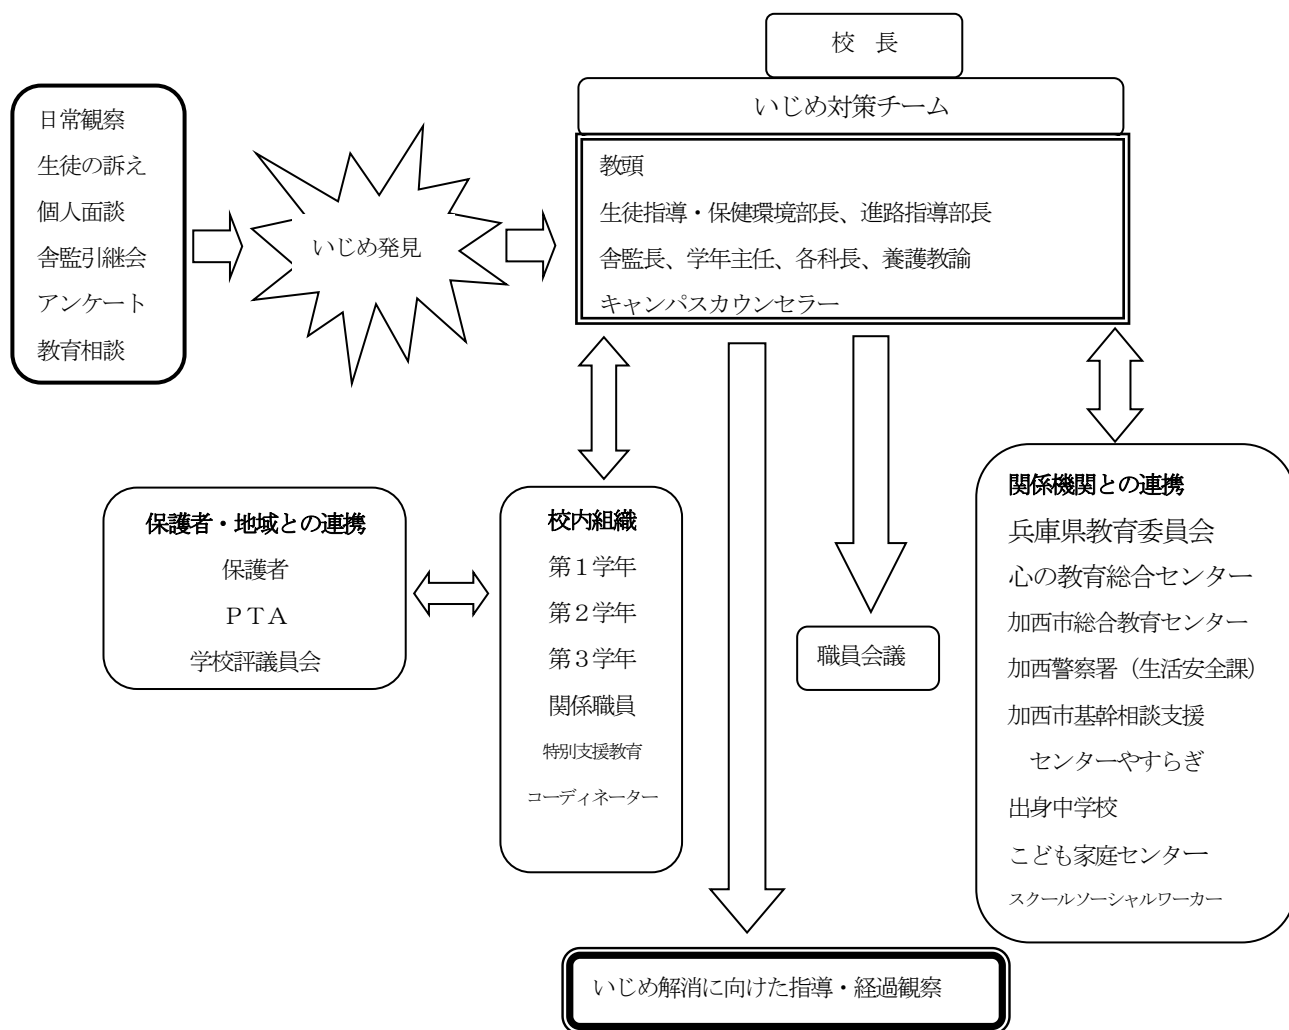 校　長
いじめ対策チーム
教頭
生徒指導・保健環境部長、進路指導部長
舎監長、学年主任、各科長、養護教諭
キャンパスカウンセラー
日常観察
生徒の訴え
個人面談
舎監引継会
アンケート
教育相談
いじめ発見
保護者・地域との連携
保護者
ＰＴＡ
学校評議員会
校内組織
第１学年
第２学年
第３学年
関係職員
特別支援教育
コーディネーター
職員会議
関係機関との連携
兵庫県教育委員会
心の教育総合センター
加西市総合教育センター
加西警察署（生活安全課）
加西市基幹相談支援
センターやすらぎ
出身中学校
こども家庭センター
スクールソーシャルワーカー
いじめ解消に向けた指導・経過観察